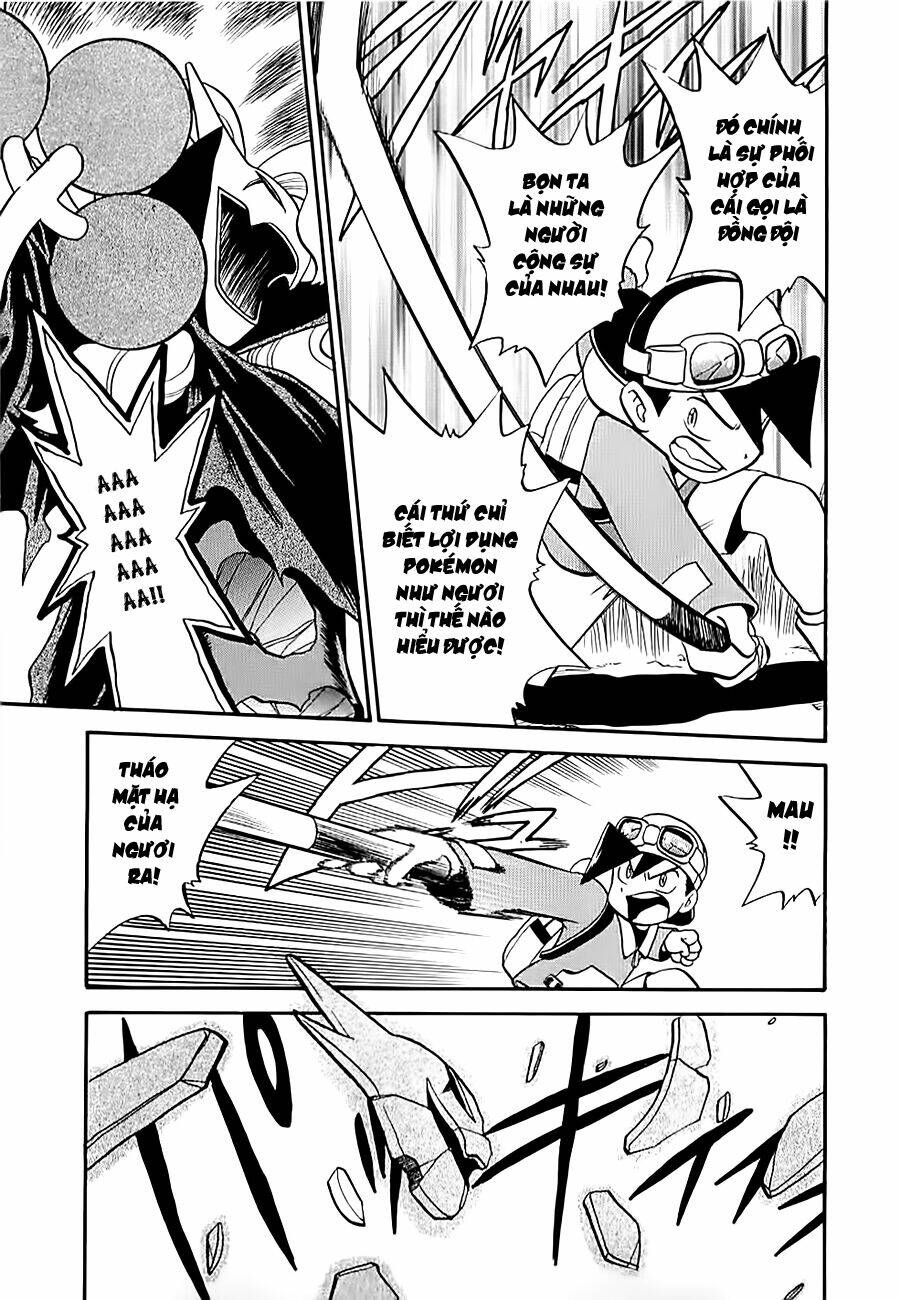 ĐÓ CHÍNH
LÀ SỰ PHỐI
HỢP CỦA
CÁI GỌI LÀ
ĐỒNG ĐỘI
BỌN TA
LÀ NHỮNG
NGƯỜI
CỘNG SỰ
CỦA NHAU!
CÁI THỨ CHỈ
BIẾT LỢI DỤNG
POKÉMON
NHƯ NGƯƠI
THÌ THẾ NÀO
HIỂU ĐƯỢC!
AAA
AAA
AAA
AAA
AA!!
MAU
!!
THÁO
MẶT HẠ
CỦA
NGƯƠI
RA!